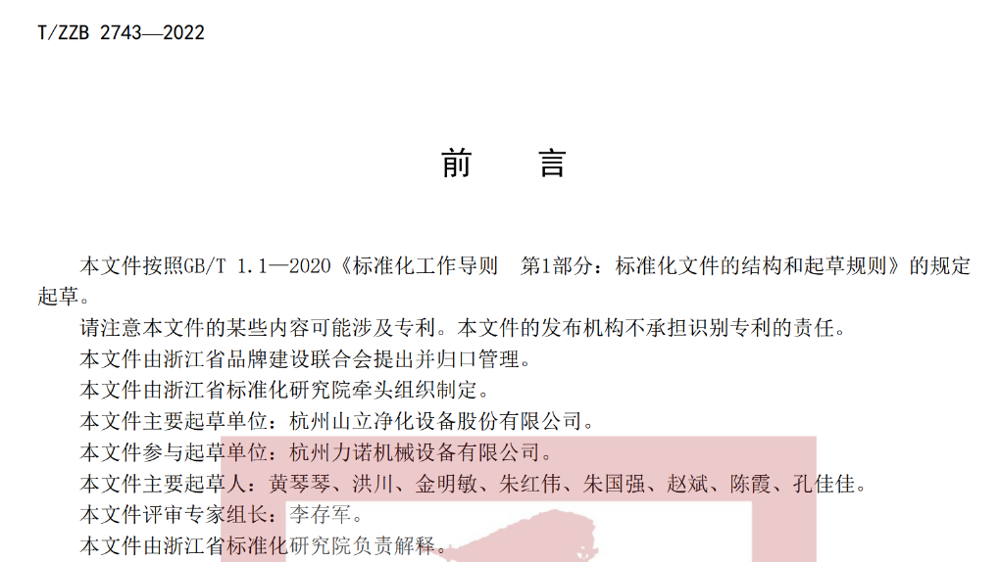 T/ZZB 2743—2022
前 言
本文件按照GB/T 1.1—2020《标准化工作导则 第1部分：标准化文件的结构和起草规则》的规定
起草。
请注意本文件的某些内容可能涉及专利。本文件的发布机构不承担识别专利的责任。
本文件由浙江省品牌建设联合会提出并归口管理。
本文件由浙江省标准化研究院牵头组织制定。
本文件主要起草单位：杭州山立净化设备股份有限公司。
本文件参与起草单位：杭州力诺机械设备有限公司。
本文件主要起草人：黄琴琴、洪川、金明敏、朱红伟、朱国强、赵斌、陈霞、孔佳佳。
本文件评审专家组长：李存军。
本文件由浙江省标准化研究院负责解释。